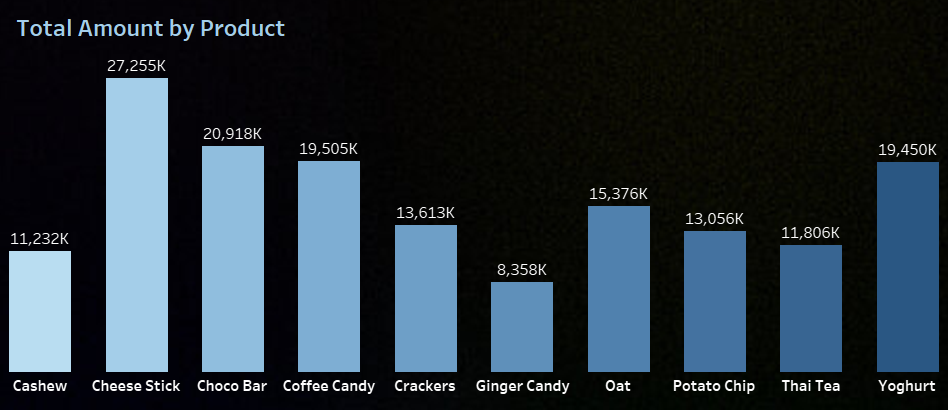 Total Amount by Product
27,255K
20,918K
19,505K
19,450K
15,376K
13,613K
13,056K
11,806K
11,232K
8,358K
Cashew Cheese Stick Choco Bar Coffee Candy Crackers Ginger Candy Oat Potato Chip Thai Tea Yoghurt